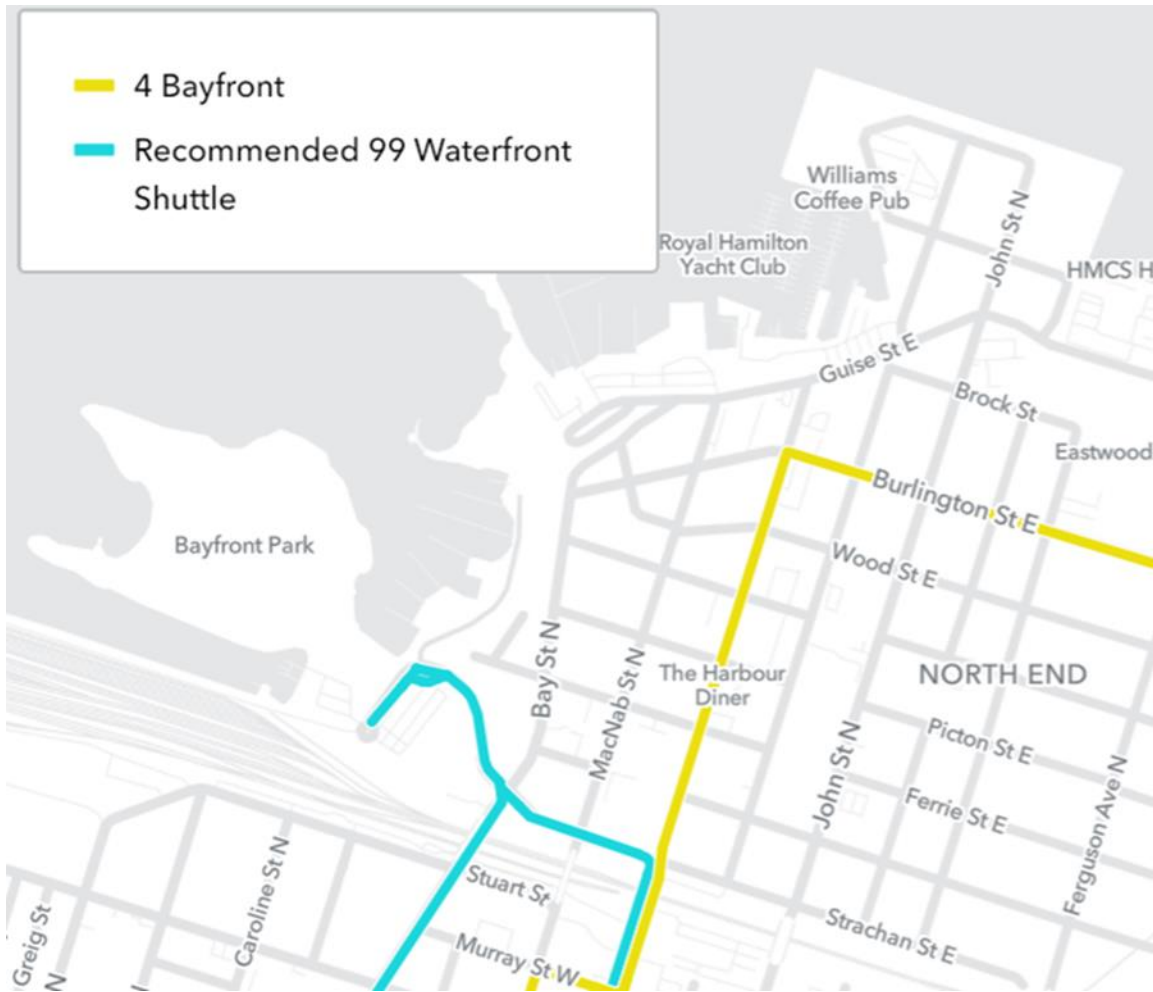 4 Bayfront
Recommended 99 Waterfront
Shuttle
Williams
Coffee Pub
Royal Hamilton
Yacht Club
John St N
HMCS H
Guise St E
Brock St
Eastwood
Burlington St E
Bayfront Park
Wood St E
Bay St N
MacNab St N
The Harbour
Diner
NORTH END
Picton St E
John St N
Ferrie St E
Ferguson Ave N
Caroline St N
Stuart St
Strachan St E
Greig St
Murray St W
N